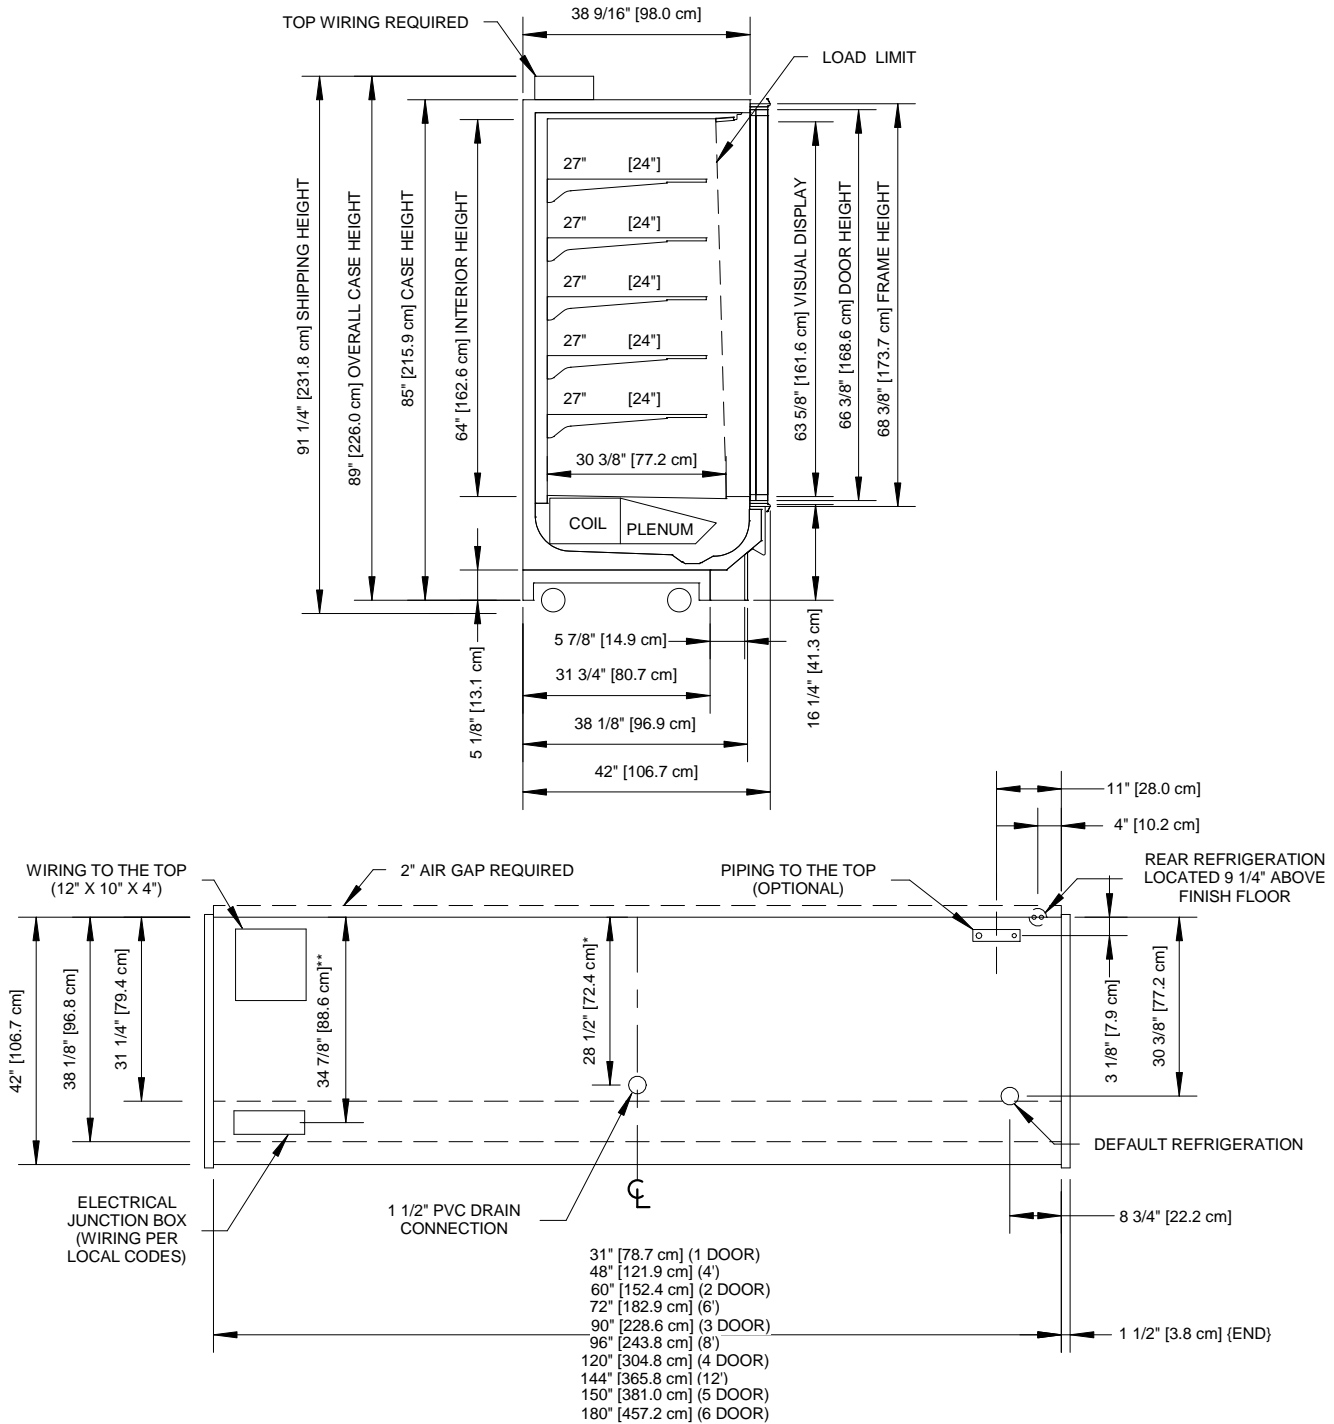 38 9/16" [98.0 cm]
TOP WIRING REQUIRED
LOAD LIMIT
27" [24"]
27" [24"]
27" [24"]
27" [24"]
27" [24"]
91 1/4" [231.8 cm] SHIPPING HEIGHT
89" [226.0 cm] OVERALL CASE HEIGHT
85" [215.9 cm] CASE HEIGHT
64" [162.6 cm] INTERIOR HEIGHT
63 5/8" [161.6 cm] VISUAL DISPLAY
66 3/8" [168.6 cm] DOOR HEIGHT
68 3/8" [173.7 cm] FRAME HEIGHT
30 3/8" [77.2 cm]
COIL
PLENUM
5 1/8" [13.1 cm]
16 1/4" [41.3 cm]
5 7/8" [14.9 cm]
31 3/4" [80.7 cm]
38 1/8" [96.9 cm]
42" [106.7 cm]
11" [28.0 cm]
4" [10.2 cm]
WIRING TO THE TOP
(12" X 10" X 4")
2" AIR GAP REQUIRED
PIPING TO THE TOP
(OPTIONAL)
REAR REFRIGERATION
LOCATED 9 1/4" ABOVE
FINISH FLOOR
42" [106.7 cm]
38 1/8" [96.8 cm]
31 1/4" [79.4 cm]
34 7/8" [88.6 cm]**
28 1/2" [72.4 cm]*
3 1/8" [7.9 cm]
30 3/8" [77.2 cm]
DEFAULT REFRIGERATION
ELECTRICAL
JUNCTION BOX
(WIRING PER
LOCAL CODES)
1 1/2" PVC DRAIN
CONNECTION
CL
8 3/4" [22.2 cm]
31" [78.7 cm] (1 DOOR)
48" [121.9 cm] (4')
60" [152.4 cm] (2 DOOR)
72" [182.9 cm] (6')
90" [228.6 cm] (3 DOOR)
96" [243.8 cm] (8')
120" [304.8 cm] (4 DOOR)
144" [365.8 cm] (12')
150" [381.0 cm] (5 DOOR)
180" [457.2 cm] (6 DOOR)
1 1/2" [3.8 cm] {END}